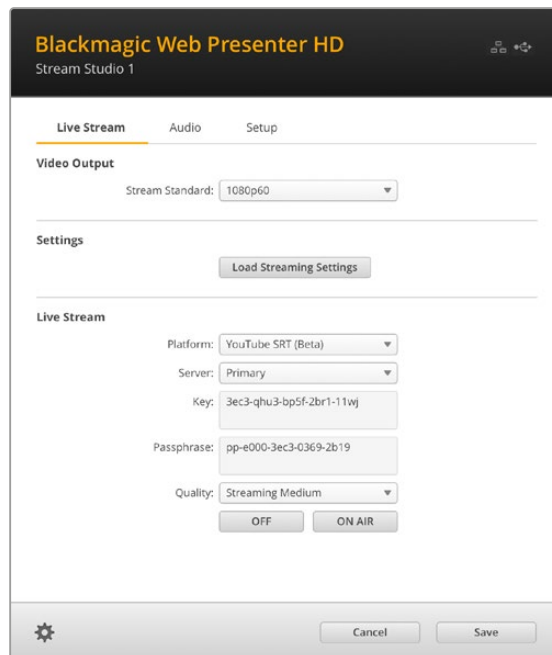 Blackmagic Web Presenter HD
Stream Studio 1
Live Stream Audio Setup
Video Output
Stream Standard: 1080p60
Settings
Load Streaming Settings
Live Stream
Platform: YouTube SRT (Beta)
Server: Primary
Key: 3ec3-qhu3-bp5f-2br1-11wj
Passphrase: pp-e000-3ec3-0369-2b19
Quality: Streaming Medium
OFF ON AIR
Cancel Save